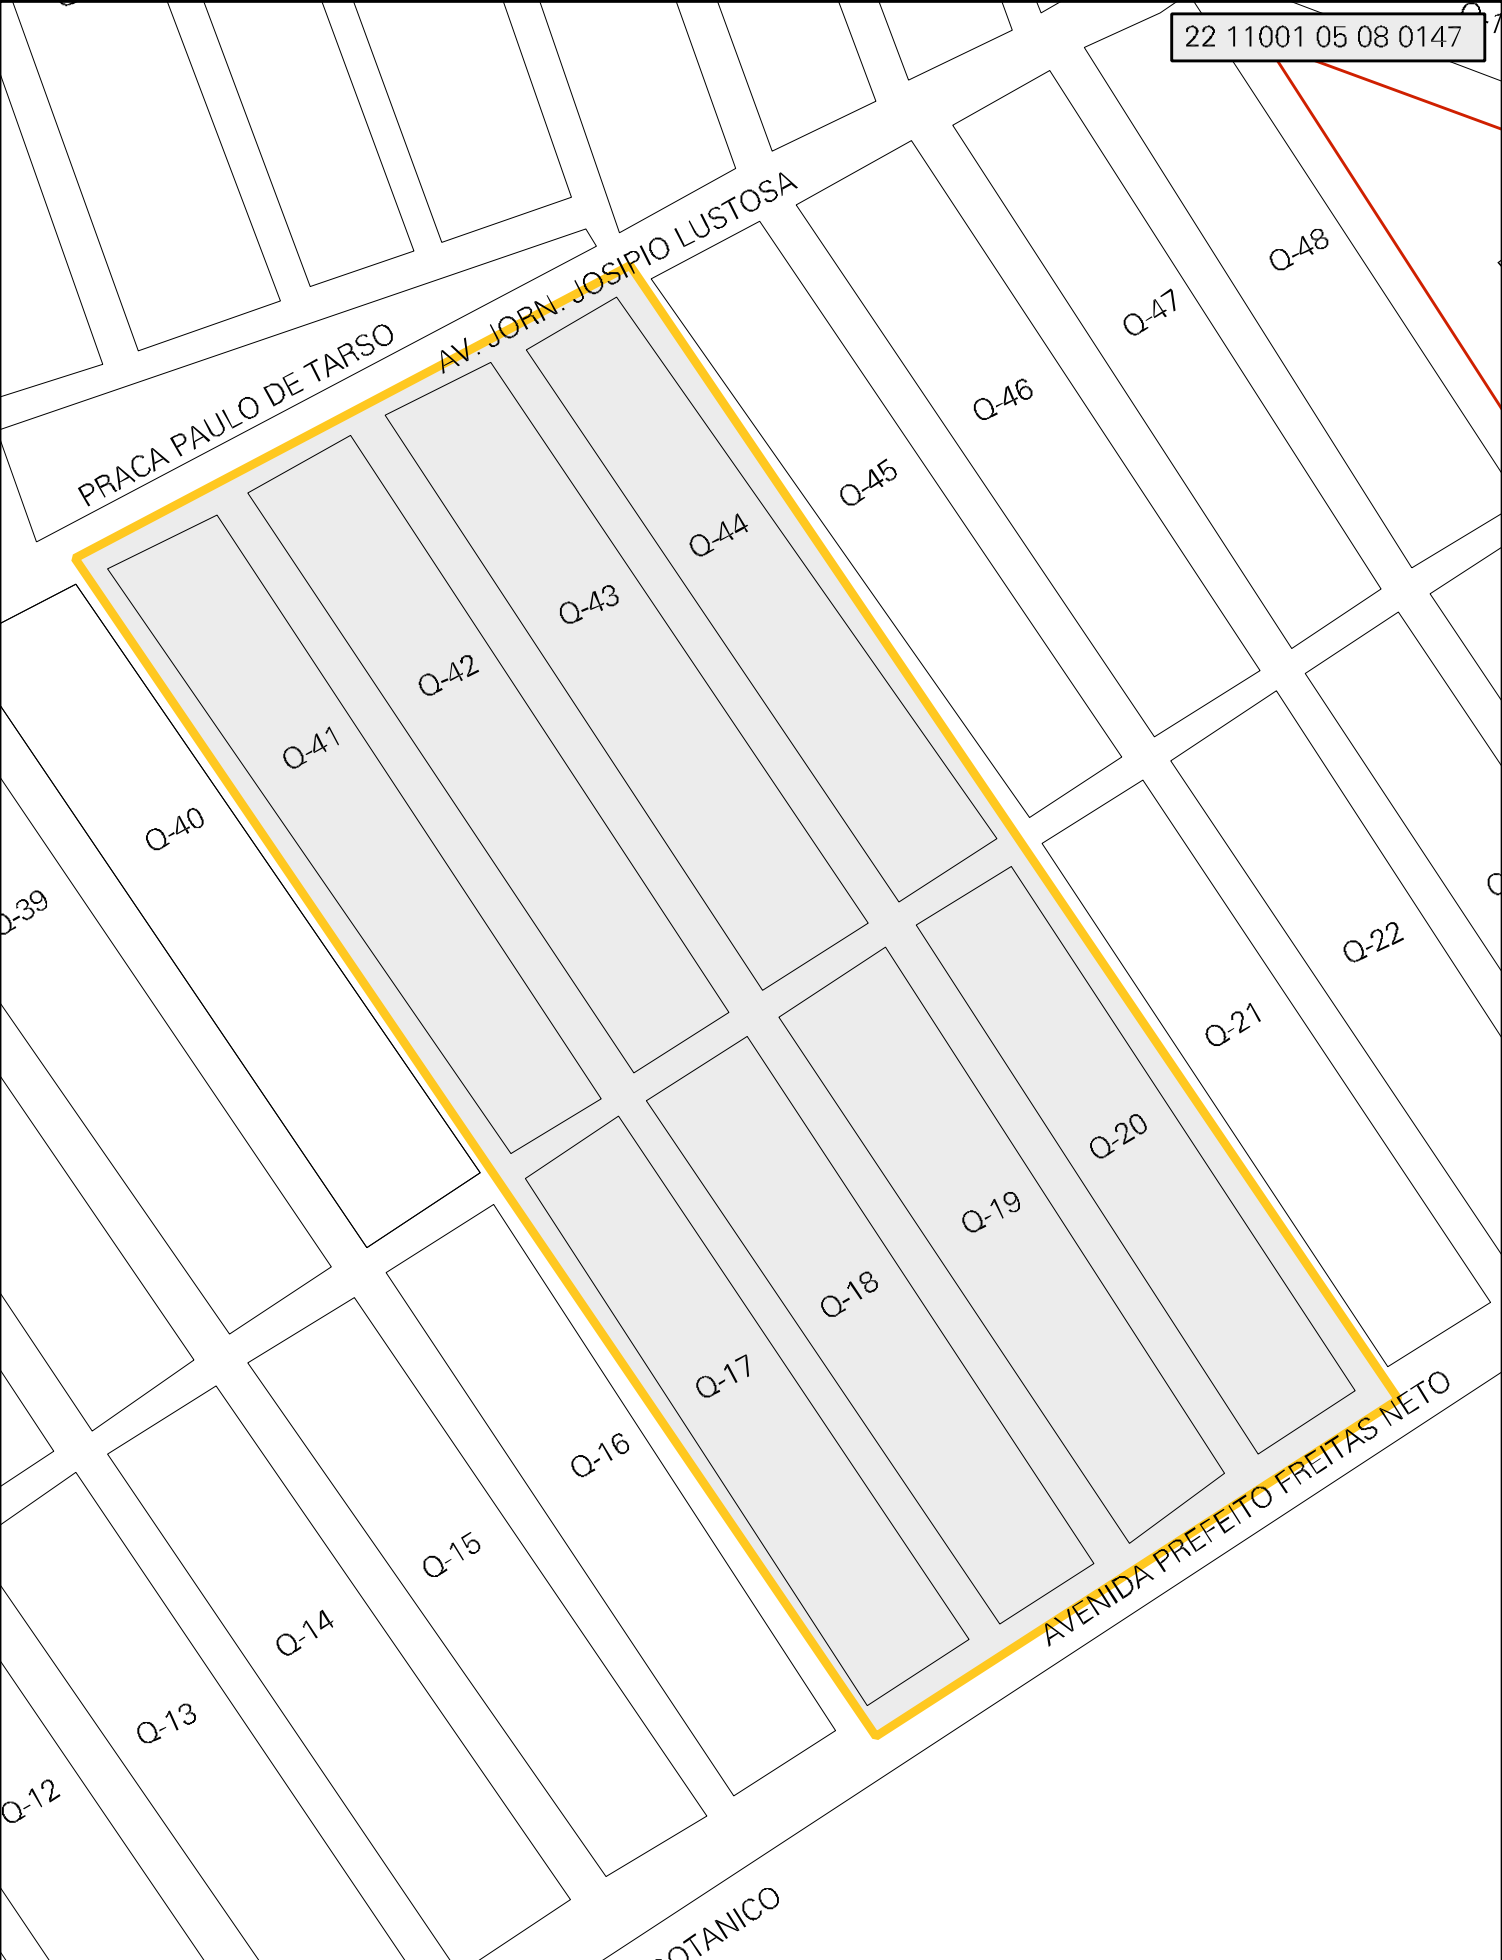 22 11001 05 08 0147
AV. JORN. JOSIPIO LUSTOSA
PRACA PAULO DE TARSO
Q-48
Q-47
Q-46
Q-45
Q-44
Q-43
Q-42
Q-41
Q-40
Q-39
Q-22
Q-21
Q-20
Q-19
Q-18
Q-17
Q-16
Q-15
Q-14
Q-13
Q-12
AVENIDA PREFEITO FREITAS NETO
OTANICO